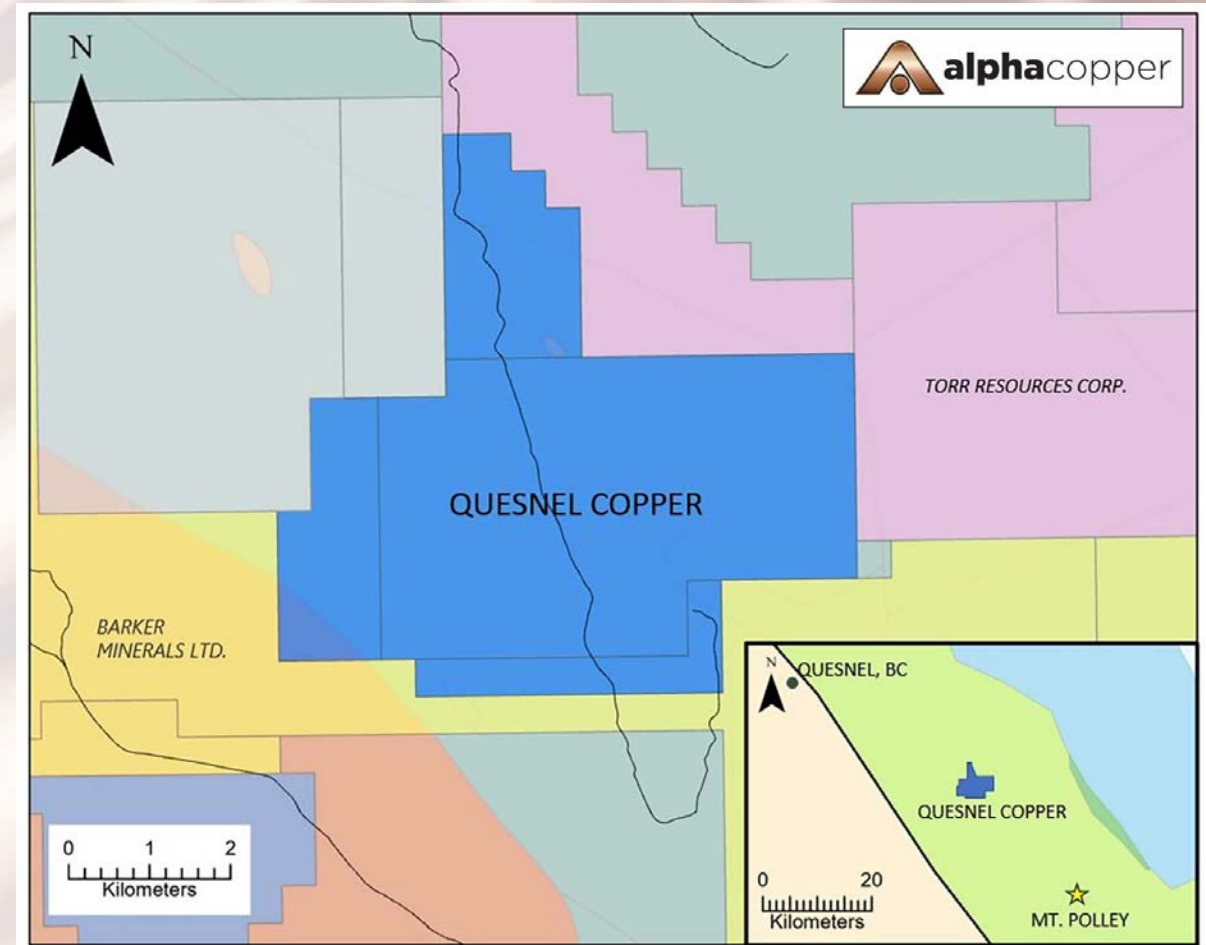 N
alphacopper
TORR RESOURCES CORP.
QUESNEL COPPER
BARKER
MINERALS LTD.
0 1 2
Kilometers
N
QUESNEL, BC
QUESNEL COPPER
0 20
Kilometers
MT. POLLEY